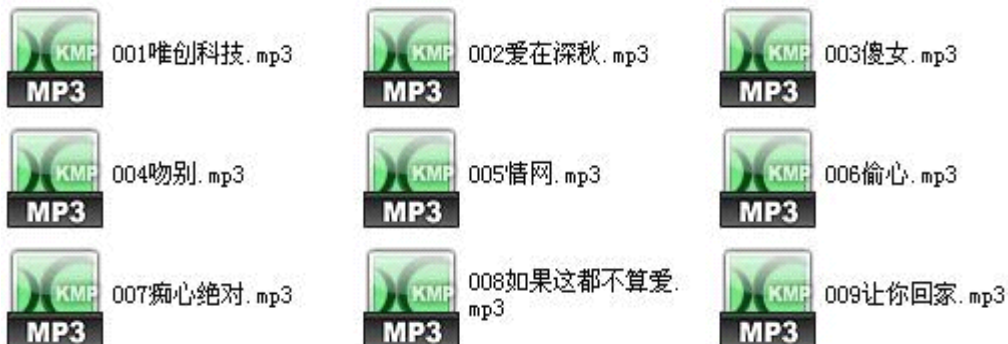 KMP MP3 001唯创科技.mp3
KMP MP3 002爱在深秋.mp3
KMP MP3 003傻女.mp3
KMP MP3 004吻别.mp3
KMP MP3 005情网.mp3
KMP MP3 006偷心.mp3
KMP MP3 007痴心绝对.mp3
KMP MP3 008如果这都不算爱.
mp3
KMP MP3 009让你回家.mp3